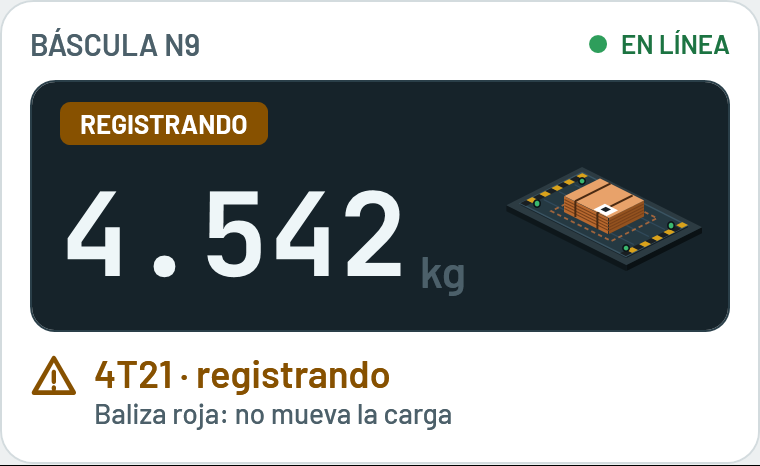 BÁSCULA N9
EN LÍNEA
REGISTRANDO
4.542 kg
4T21 · registrando
Baliza roja: no mueva la carga